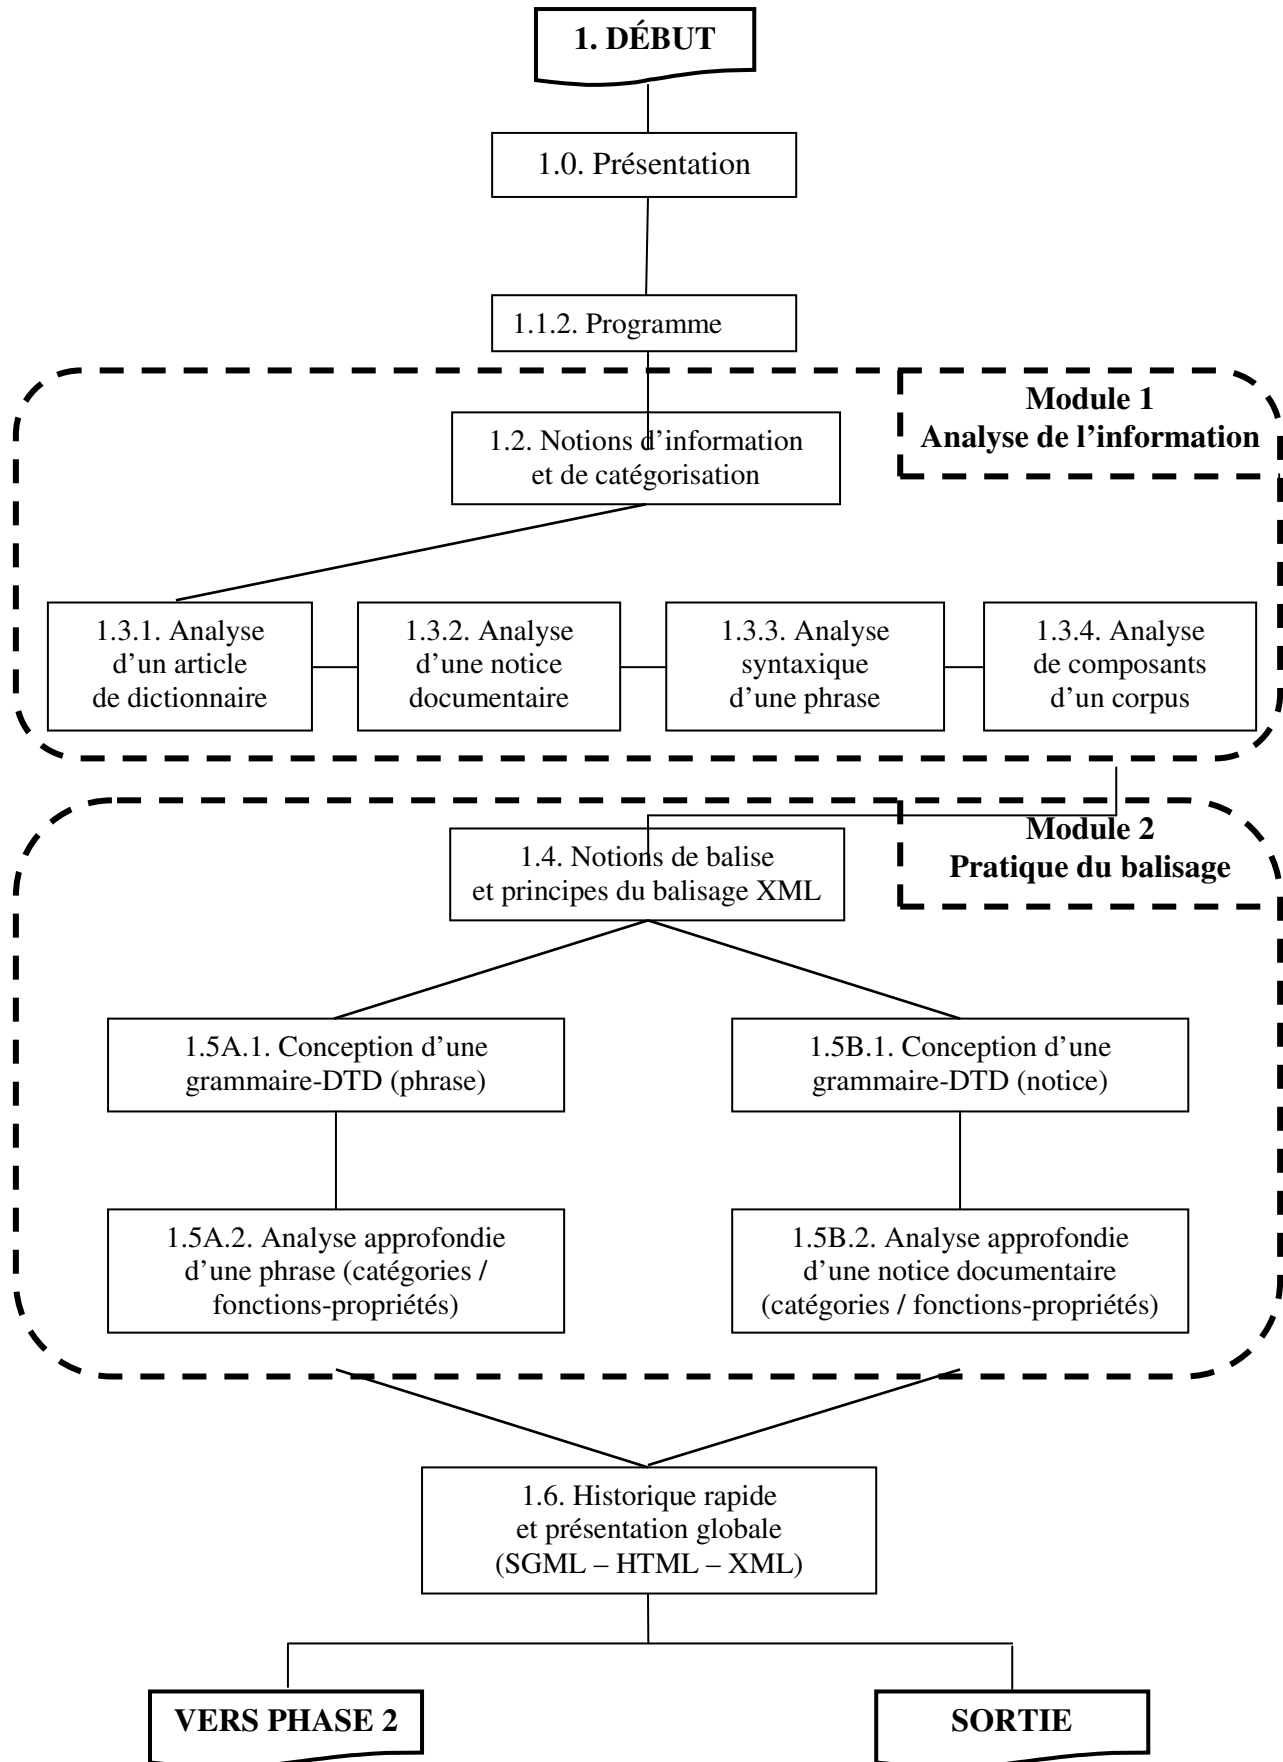 1. DÉBUT
1.0. Présentation
1.1.2. Programme
Module 1
Analyse de l’information
1.2. Notions d’information
et de catégorisation
1.3.1. Analyse
d’un article
de dictionnaire
1.3.2. Analyse
d’une notice
documentaire
1.3.3. Analyse
syntaxique
d’une phrase
1.3.4. Analyse
de composants
d’un corpus
Module 2
Pratique du balisage
1.4. Notions de balise
et principes du balisage XML
1.5A.1. Conception d’une
grammaire-DTD (phrase)
1.5B.1. Conception d’une
grammaire-DTD (notice)
1.5A.2. Analyse approfondie
d’une phrase (catégories /
fonctions-propriétés)
1.5B.2. Analyse approfondie
d’une notice documentaire
(catégories / fonctions-propriétés)
1.6. Historique rapide
et présentation globale
(SGML – HTML – XML)
VERS PHASE 2
SORTIE